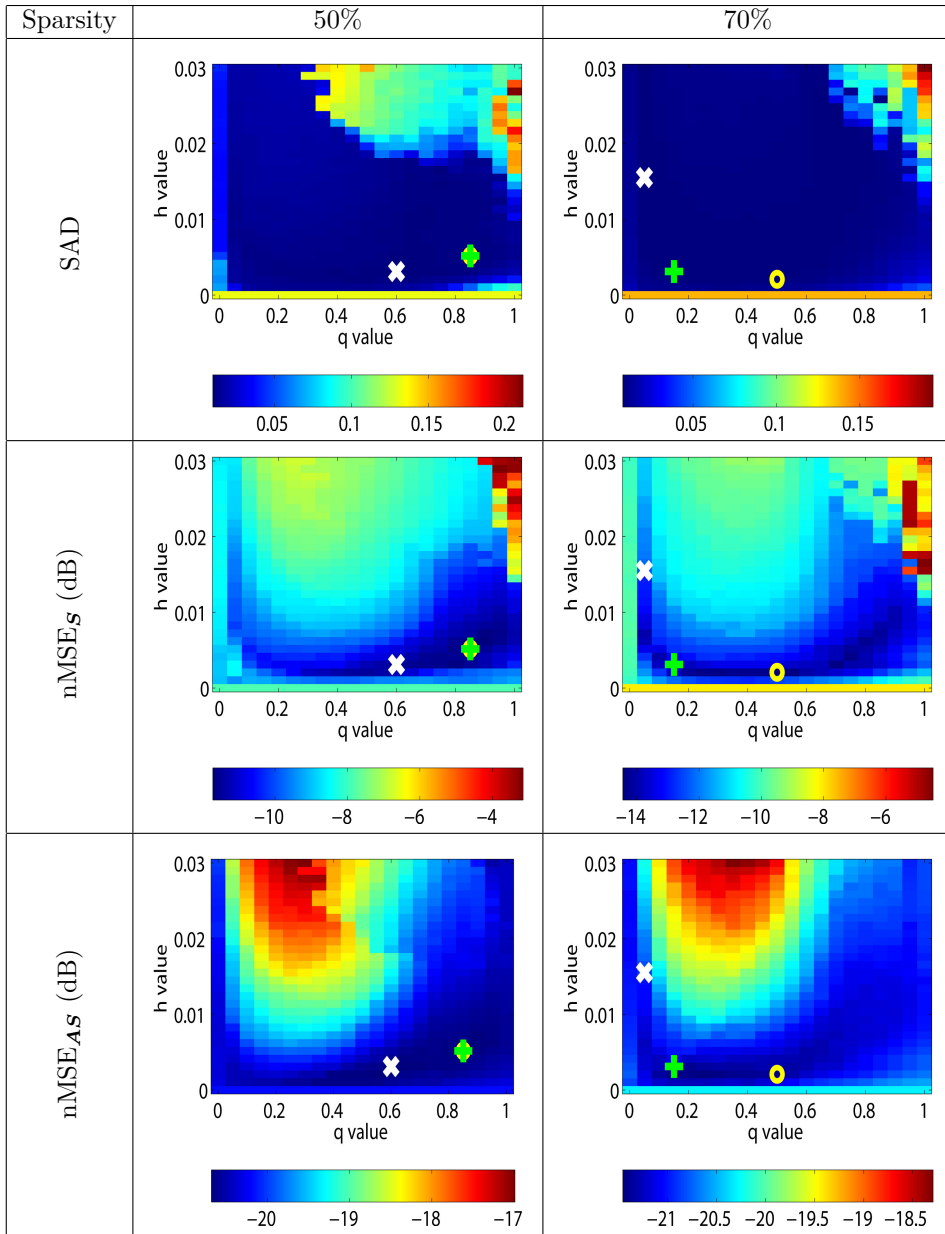 Sparsity 50% 70%
SAD
0.03
0.02
0.01
0
h value
0 0.2 0.4 0.6 0.8 1
q value
0.05 0.1 0.15 0.2
0.03
0.02
0.01
0
h value
0 0.2 0.4 0.6 0.8 1
q value
0.05 0.1 0.15
nMSE_S (dB)
0.03
0.02
0.01
0
h value
0 0.2 0.4 0.6 0.8 1
q value
−10 −8 −6 −4
0.03
0.02
0.01
0
h value
0 0.2 0.4 0.6 0.8 1
q value
−14 −12 −10 −8 −6
nMSE_AS (dB)
0.03
0.02
0.01
0
h value
0 0.2 0.4 0.6 0.8 1
q value
−20 −19 −18 −17
0.03
0.02
0.01
0
h value
0 0.2 0.4 0.6 0.8 1
q value
−21 −20.5 −20 −19.5 −19 −18.5